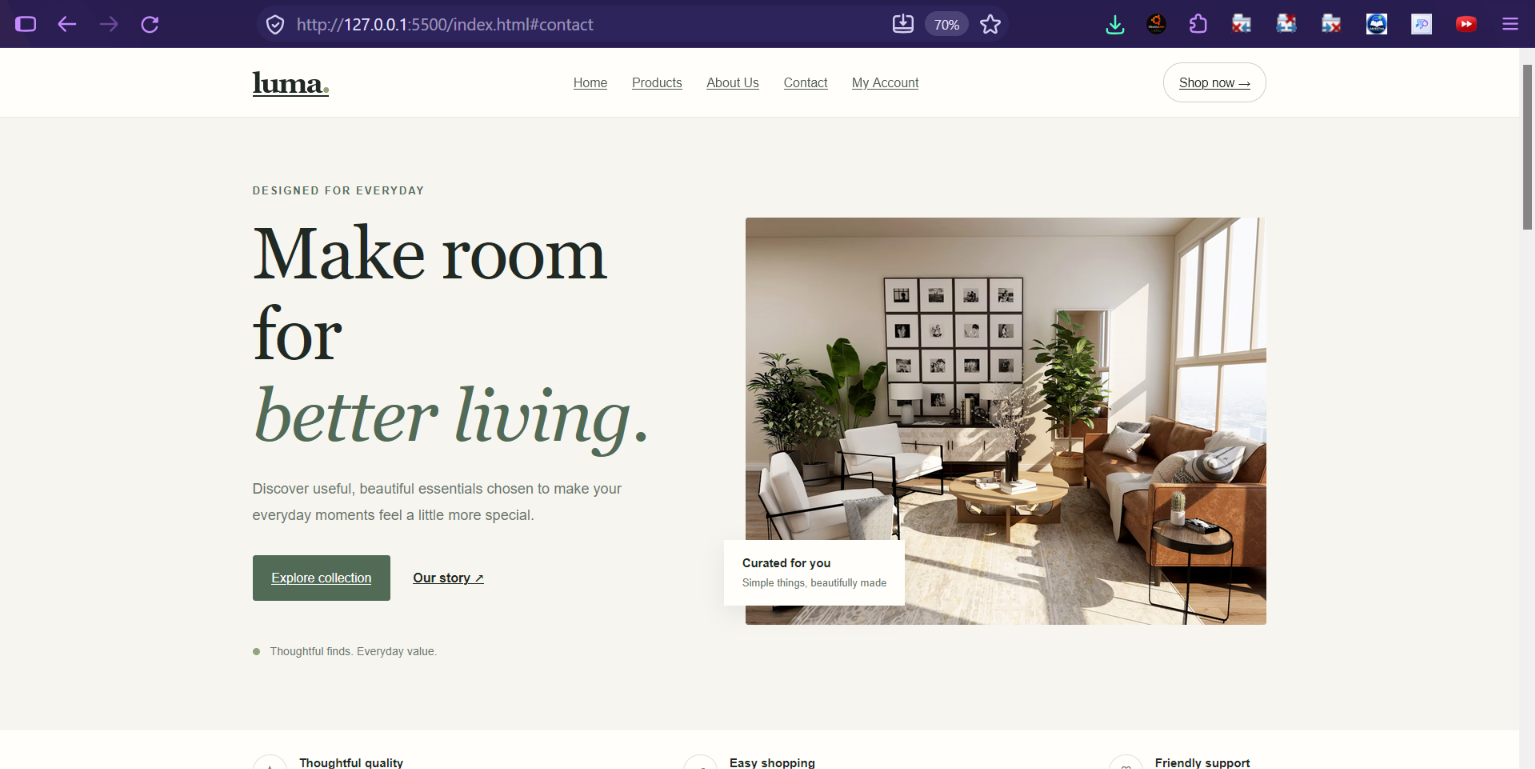 http://127.0.0.1:5500/index.html#contact
70%
luma.
Home
Products
About Us
Contact
My Account
Shop now →
DESIGNED FOR EVERYDAY
Make room
for
better living.
Discover useful, beautiful essentials chosen to make your
everyday moments feel a little more special.
Explore collection
Our story ↗
Thoughtful finds. Everyday value.
Curated for you
Simple things, beautifully made
Thoughtful quality
Easy shopping
Friendly support